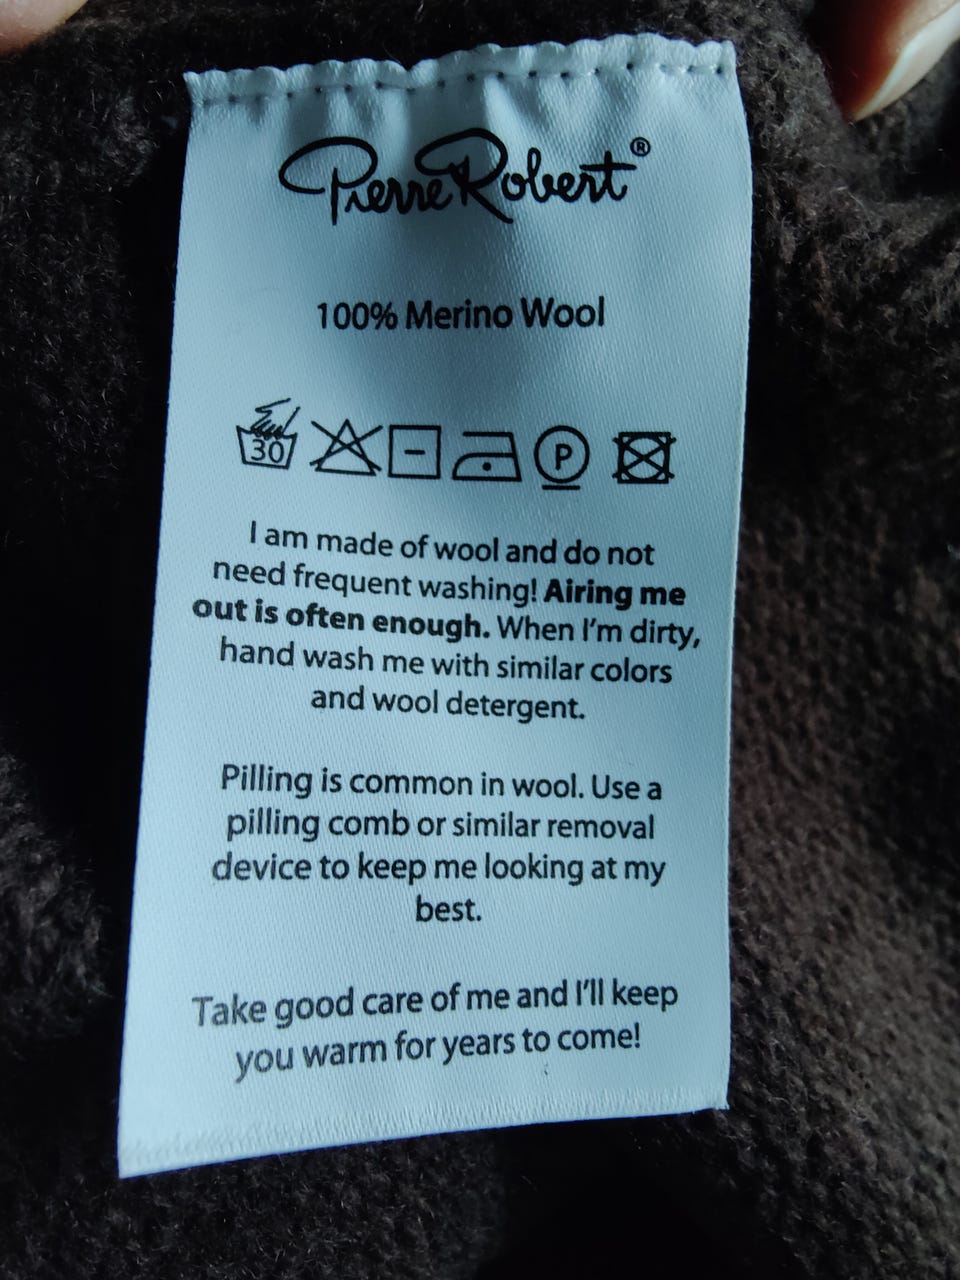 Pierre Robert®
100% Merino Wool
30 P
I am made of wool and do not
need frequent washing! Airing me
out is often enough. When I'm dirty,
hand wash me with similar colors
and wool detergent.
Pilling is common in wool. Use a
pilling comb or similar removal
device to keep me looking at my
best.
Take good care of me and I'll keep
you warm for years to come!